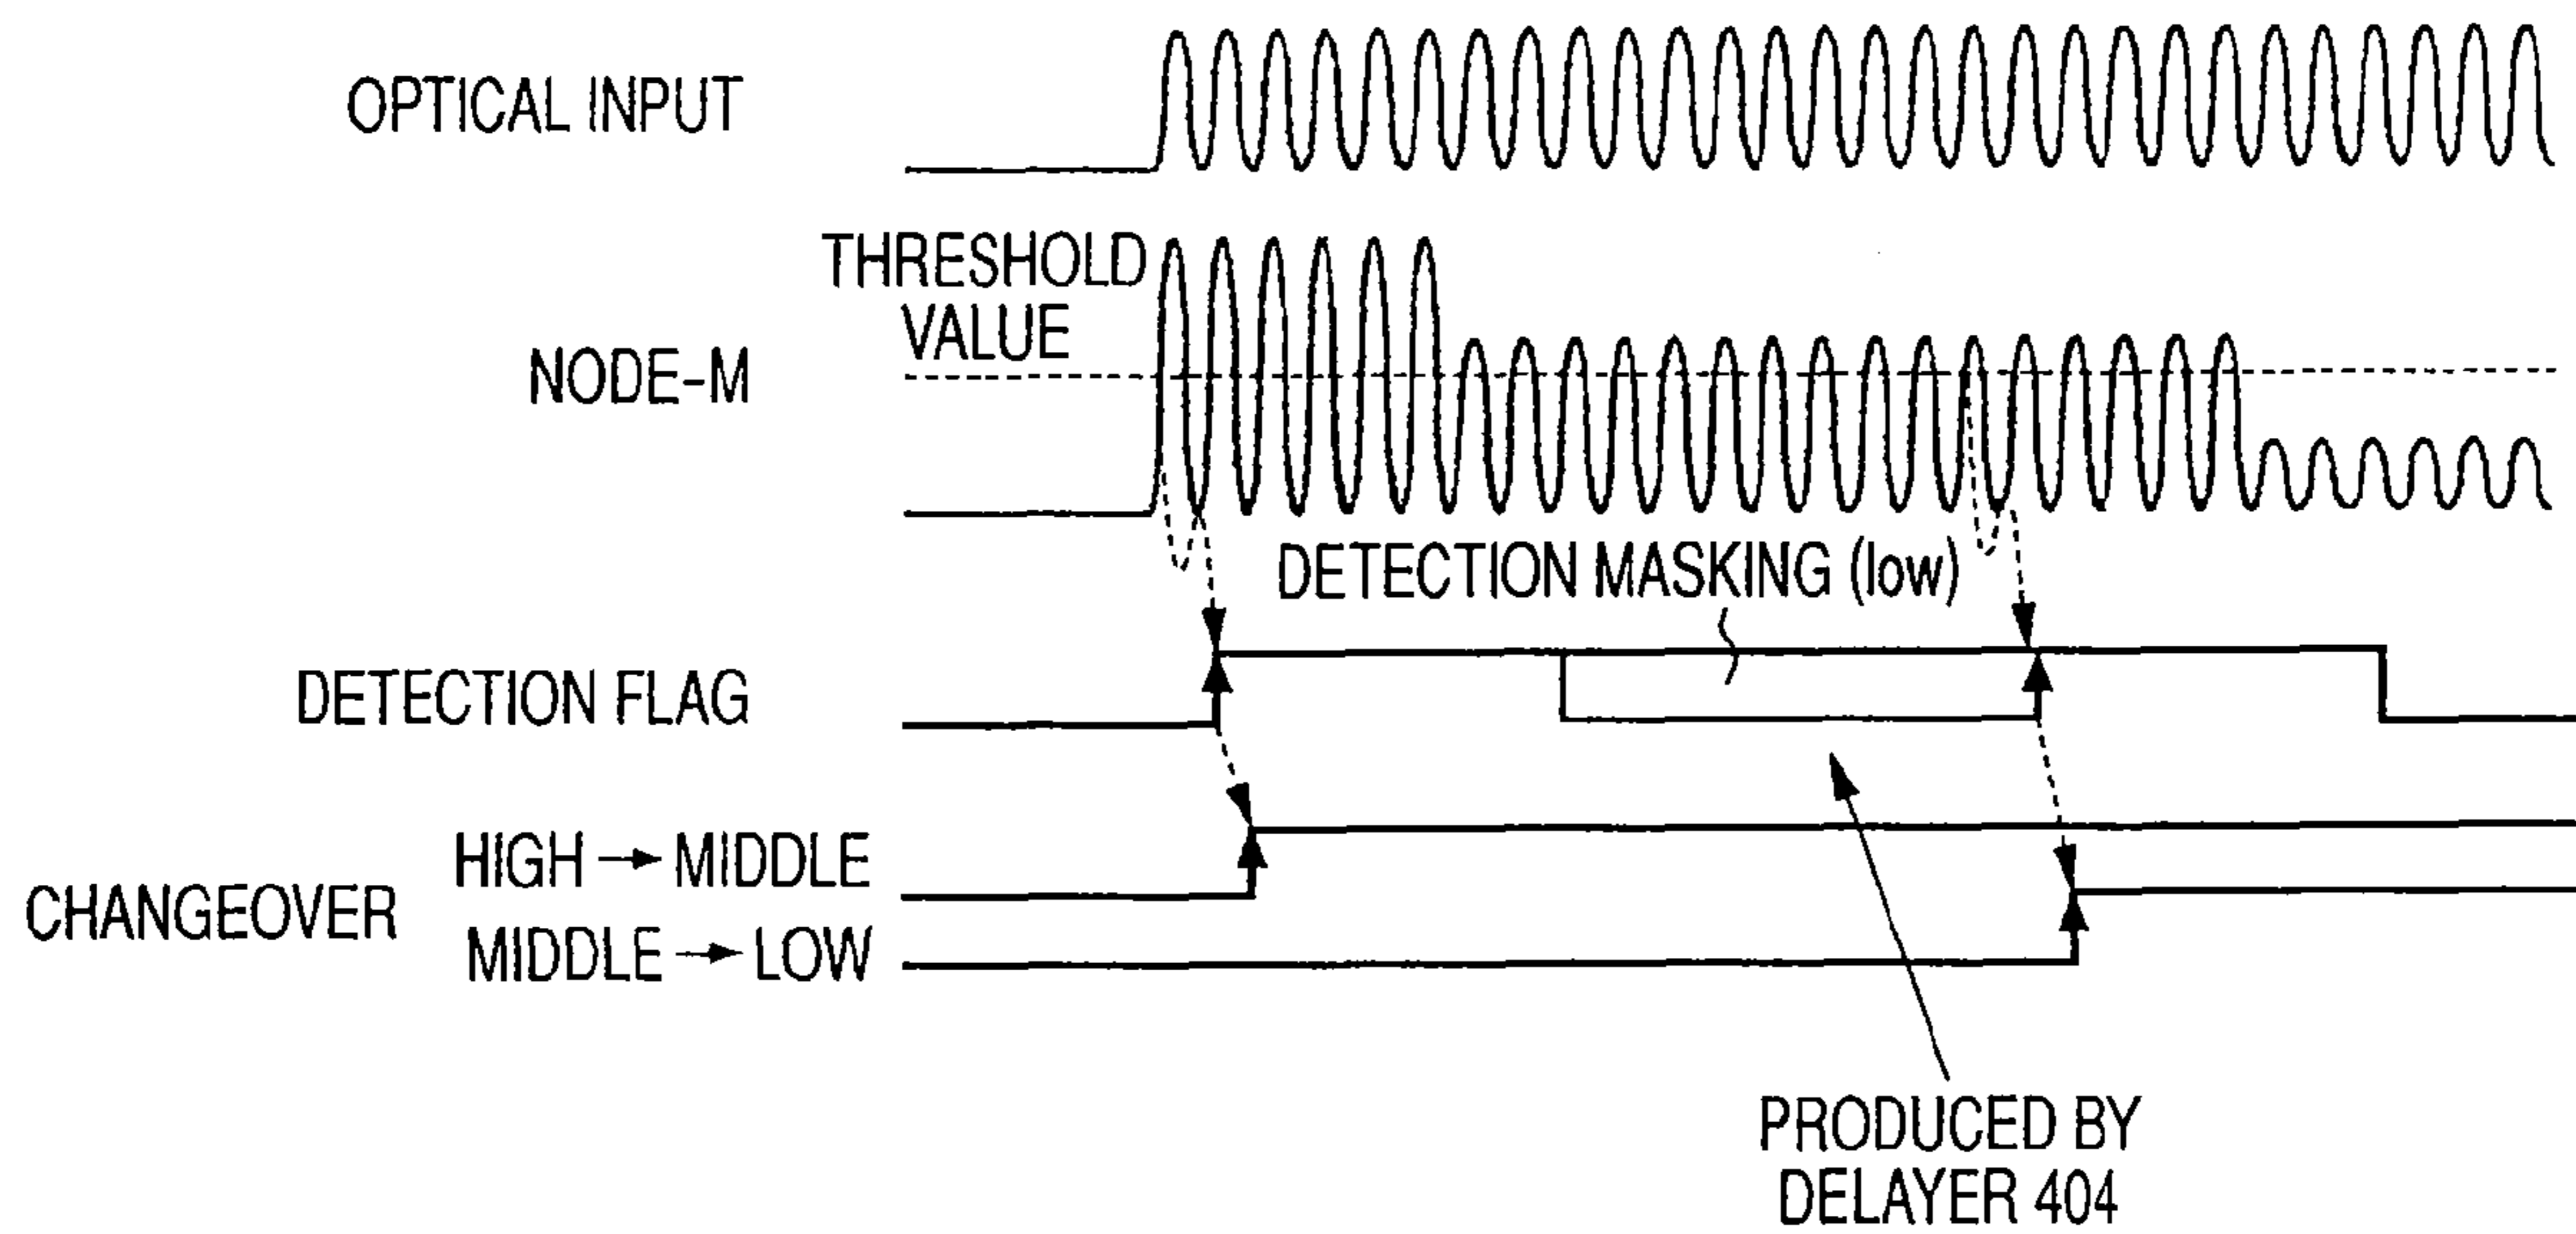 OPTICAL INPUT
THRESHOLD
VALUE
NODE-M
DETECTION MASKING (low)
DETECTION FLAG
HIGH → MIDDLE
CHANGEOVER
MIDDLE → LOW
PRODUCED BY
DELAYER 404